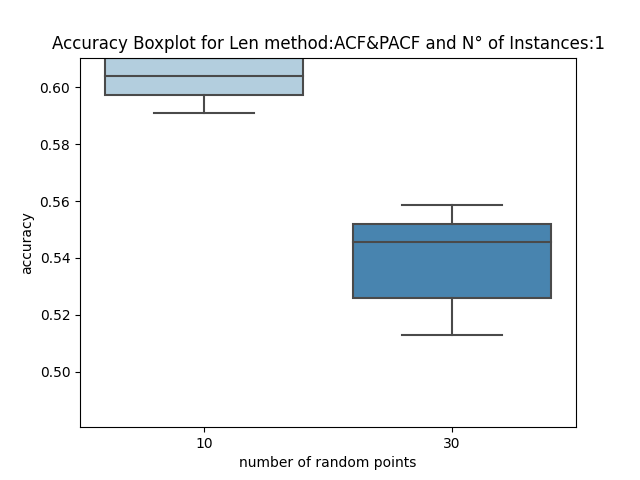 Accuracy Boxplot for Len method:ACF&PACF and N° of Instances:1
accuracy
0.60
0.58
0.56
0.54
0.52
0.50
10
30
number of random points